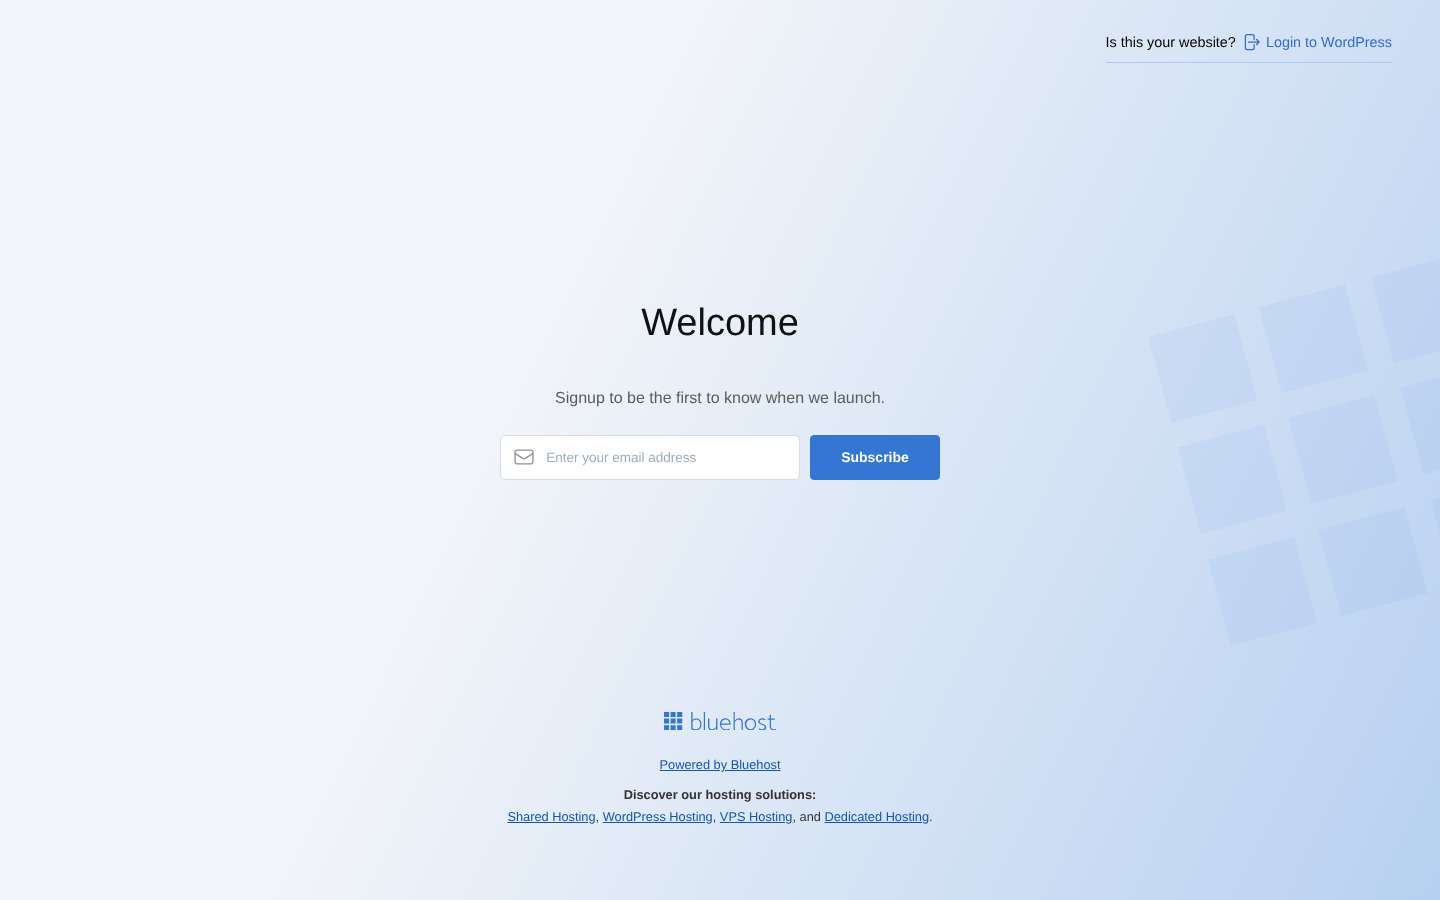 Is this your website? Login to WordPress
Welcome
Signup to be the first to know when we launch.
Enter your email address
Subscribe
bluehost
Powered by Bluehost
Discover our hosting solutions:
Shared Hosting, WordPress Hosting, VPS Hosting, and Dedicated Hosting.